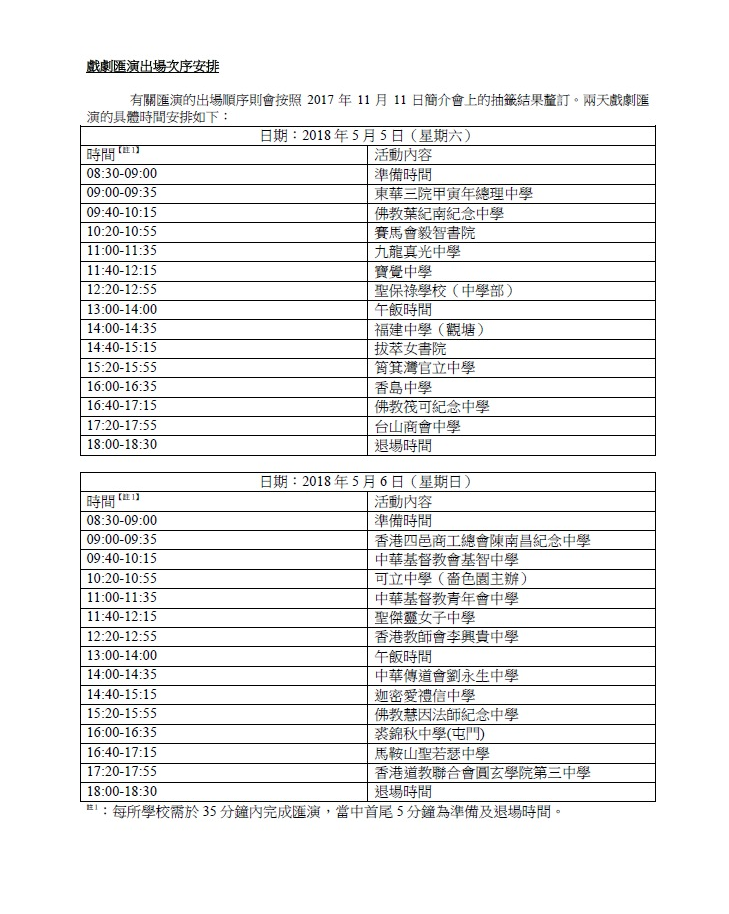 戲劇匯演出場次序安排
有關匯演的出場順序則會按照 2017 年 11 月 11 日簡介會上的抽籤結果釐訂。兩天戲劇匯
演的具體時間安排如下：
日期：2018 年 5 月 5 日（星期六）
時間【註 1】 活動內容
08:30-09:00 準備時間
09:00-09:35 東華三院甲寅年總理中學
09:40-10:15 佛教葉紀南紀念中學
10:20-10:55 賽馬會毅智書院
11:00-11:35 九龍真光中學
11:40-12:15 寶覺中學
12:20-12:55 聖保祿學校（中學部）
13:00-14:00 午飯時間
14:00-14:35 福建中學（觀塘）
14:40-15:15 拔萃女書院
15:20-15:55 筲箕灣官立中學
16:00-16:35 香島中學
16:40-17:15 佛教筏可紀念中學
17:20-17:55 台山商會中學
18:00-18:30 退場時間
日期：2018 年 5 月 6 日（星期日）
時間【註 1】 活動內容
08:30-09:00 準備時間
09:00-09:35 香港四邑商工總會陳南昌紀念中學
09:40-10:15 中華基督教會基智中學
10:20-10:55 可立中學（嗇色園主辦）
11:00-11:35 中華基督教青年會中學
11:40-12:15 聖傑靈女子中學
12:20-12:55 香港教師會李興貴中學
13:00-14:00 午飯時間
14:00-14:35 中華傳道會劉永生中學
14:40-15:15 迦密愛禮信中學
15:20-15:55 佛教慧因法師紀念中學
16:00-16:35 裘錦秋中學(屯門)
16:40-17:15 馬鞍山聖若瑟中學
17:20-17:55 香港道教聯合會圓玄學院第三中學
18:00-18:30 退場時間
註 1：每所學校需於 35 分鐘內完成匯演，當中首尾 5 分鐘為準備及退場時間。